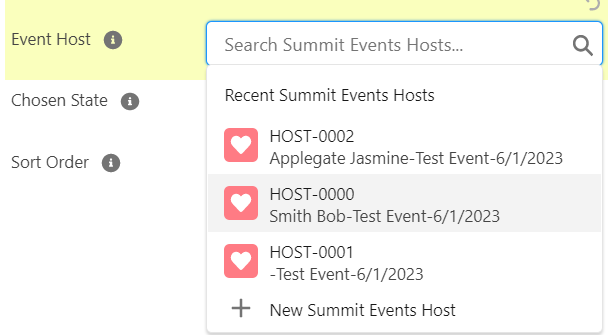 Event Host
Search Summit Events Hosts...
Recent Summit Events Hosts
Chosen State
HOST-0002
Applegate Jasmine-Test Event-6/1/2023
Sort Order
HOST-0000
Smith Bob-Test Event-6/1/2023
HOST-0001
-Test Event-6/1/2023
New Summit Events Host